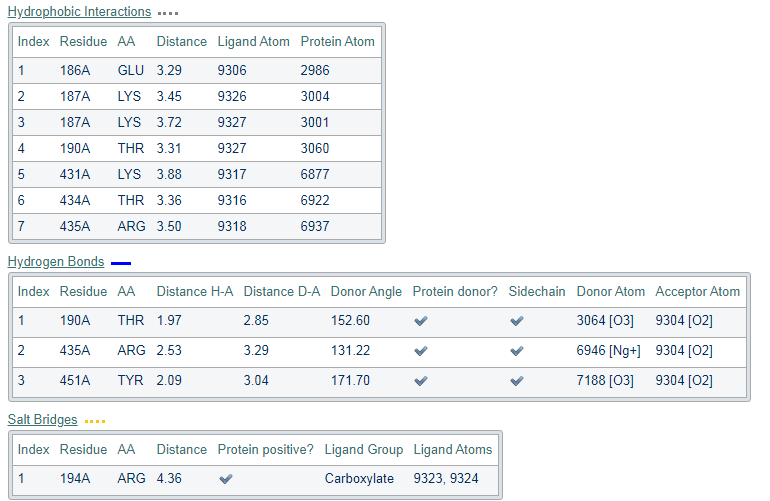 Hydrophobic Interactions
Index Residue AA Distance Ligand Atom Protein Atom
1 186A GLU 3.29 9306 2986
2 187A LYS 3.45 9326 3004
3 187A LYS 3.72 9327 3001
4 190A THR 3.31 9327 3060
5 431A LYS 3.88 9317 6877
6 434A THR 3.36 9316 6922
7 435A ARG 3.50 9318 6937
Hydrogen Bonds
Index Residue AA Distance H-A Distance D-A Donor Angle Protein donor? Sidechain Donor Atom Acceptor Atom
1 190A THR 1.97 2.85 152.60 ✔ ✔ 3064 [O3] 9304 [O2]
2 435A ARG 2.53 3.29 131.22 ✔ ✔ 6946 [Ng+] 9304 [O2]
3 451A TYR 2.09 3.04 171.70 ✔ ✔ 7188 [O3] 9304 [O2]
Salt Bridges
Index Residue AA Distance Protein positive? Ligand Group Ligand Atoms
1 194A ARG 4.36 ✔ Carboxylate 9323, 9324